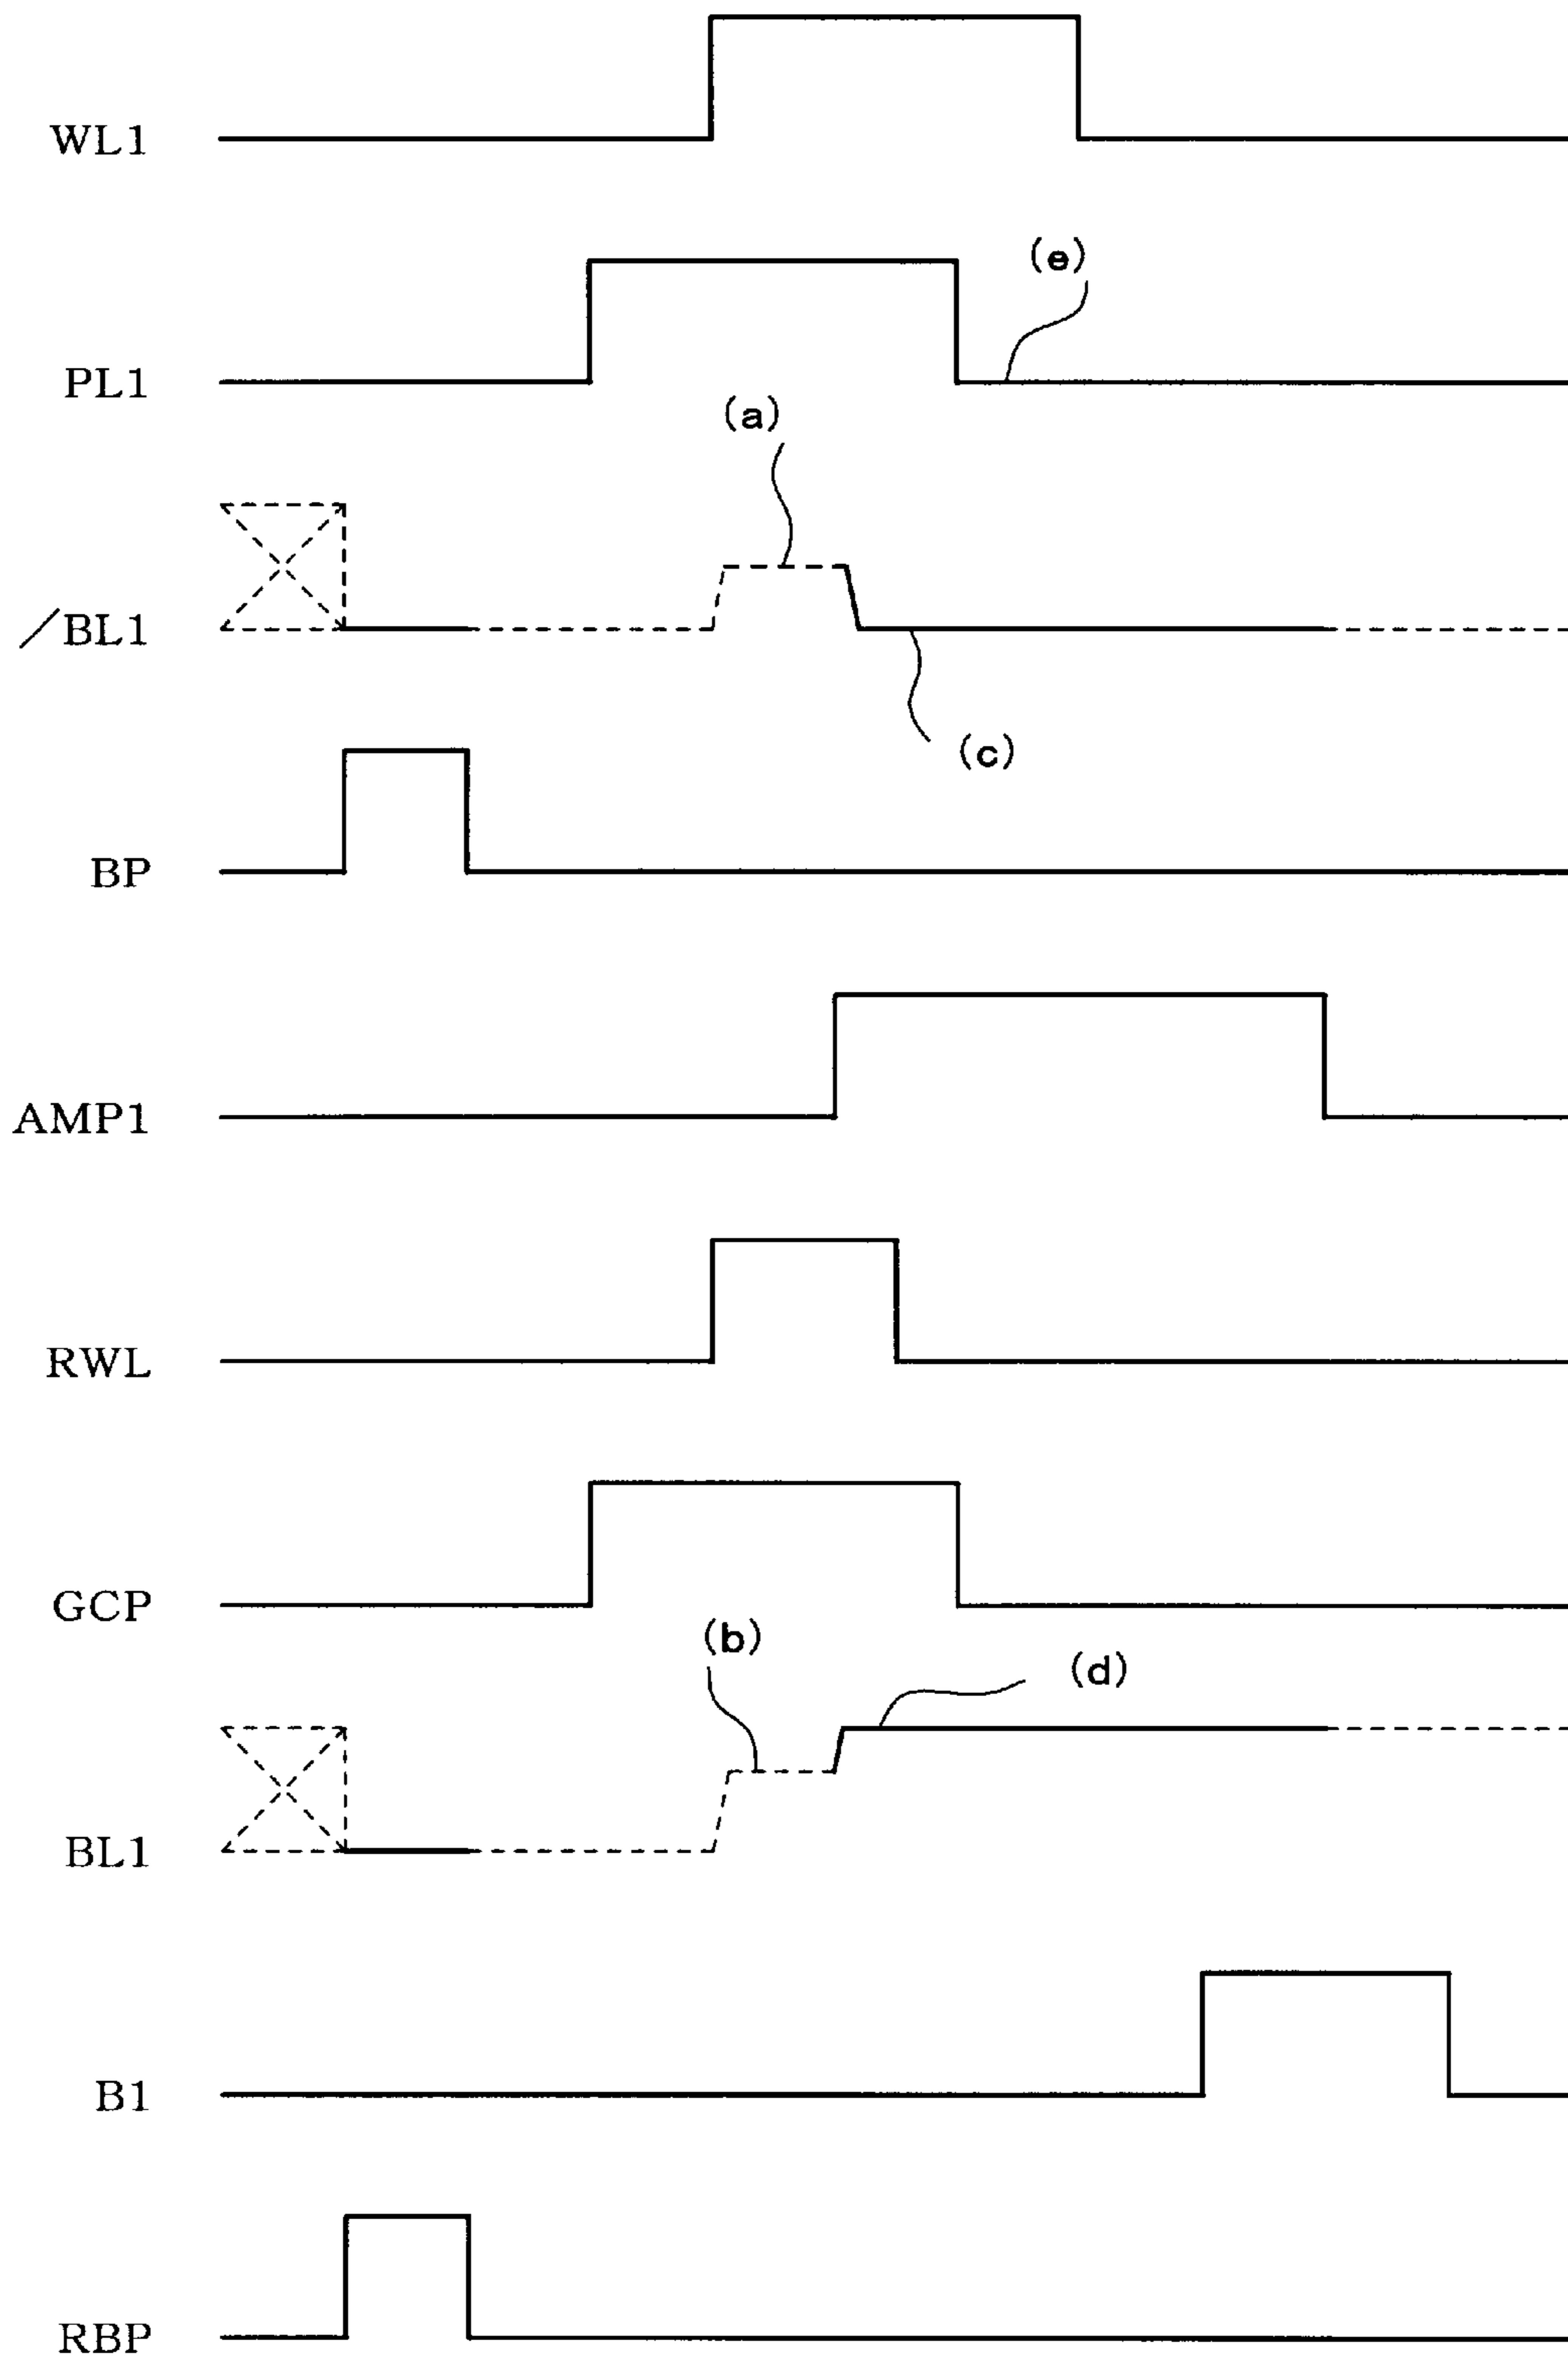 WL1
(e)
PL1
(a)
/BL1
(c)
BP
AMP1
RWL
GCP
(b)
(d)
BL1
B1
RBP